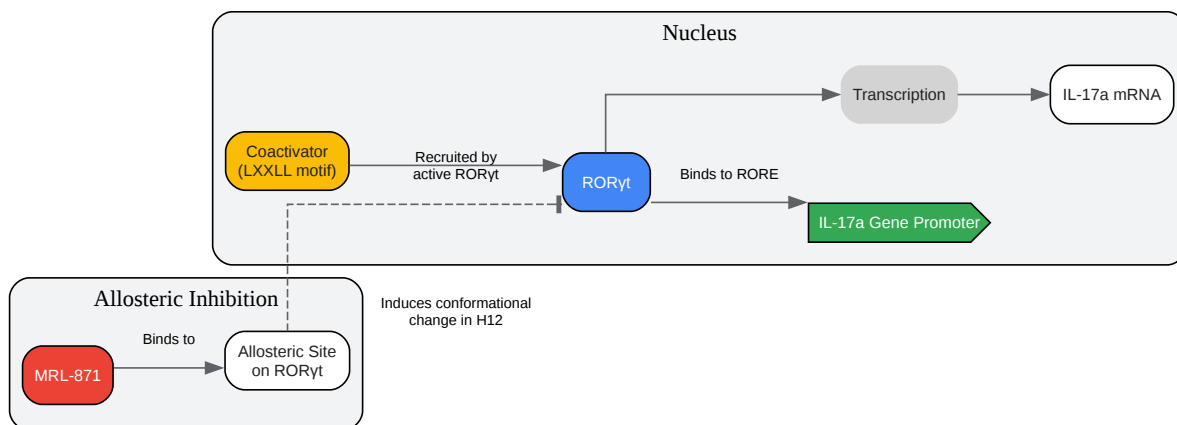 Nucleus
Transcription
IL-17a mRNA
Coactivator
(LXXLL motif)
Recruited by
active RORγt
RORγt
Binds to RORE
IL-17a Gene Promoter
Allosteric Inhibition
Induces conformational
change in H12
Binds to
MRL-871
Allosteric Site
on RORγt